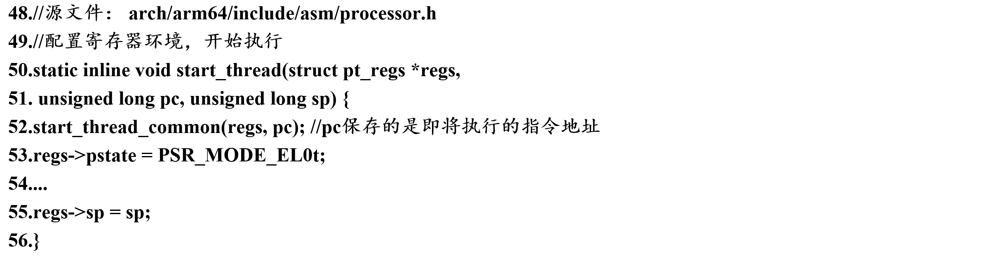 48.//源文件： arch/arm64/include/asm/processor.h
49.//配置寄存器环境，开始执行
50.static inline void start_thread(struct pt_regs *regs,
51. unsigned long pc, unsigned long sp) {
52.start_thread_common(regs, pc); //pc保存的是即将执行的指令地址
53.regs->pstate = PSR_MODE_EL0t;
54....
55.regs->sp = sp;
56.}